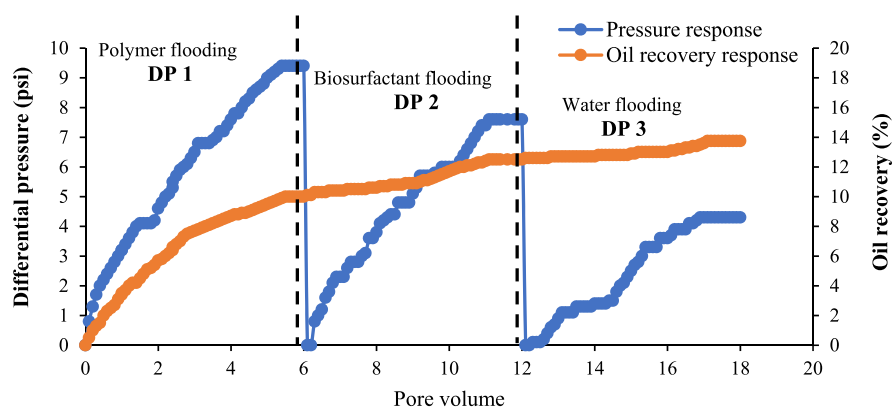 Pressure response
Oil recovery response
Polymer flooding
DP 1
Biosurfactant flooding
DP 2
Water flooding
DP 3
Differential pressure (psi)
10
9
8
7
6
5
4
3
2
1
0
Oil recovery (%)
20
18
16
14
12
10
8
6
4
2
0
0 2 4 6 8 10 12 14 16 18 20
Pore volume